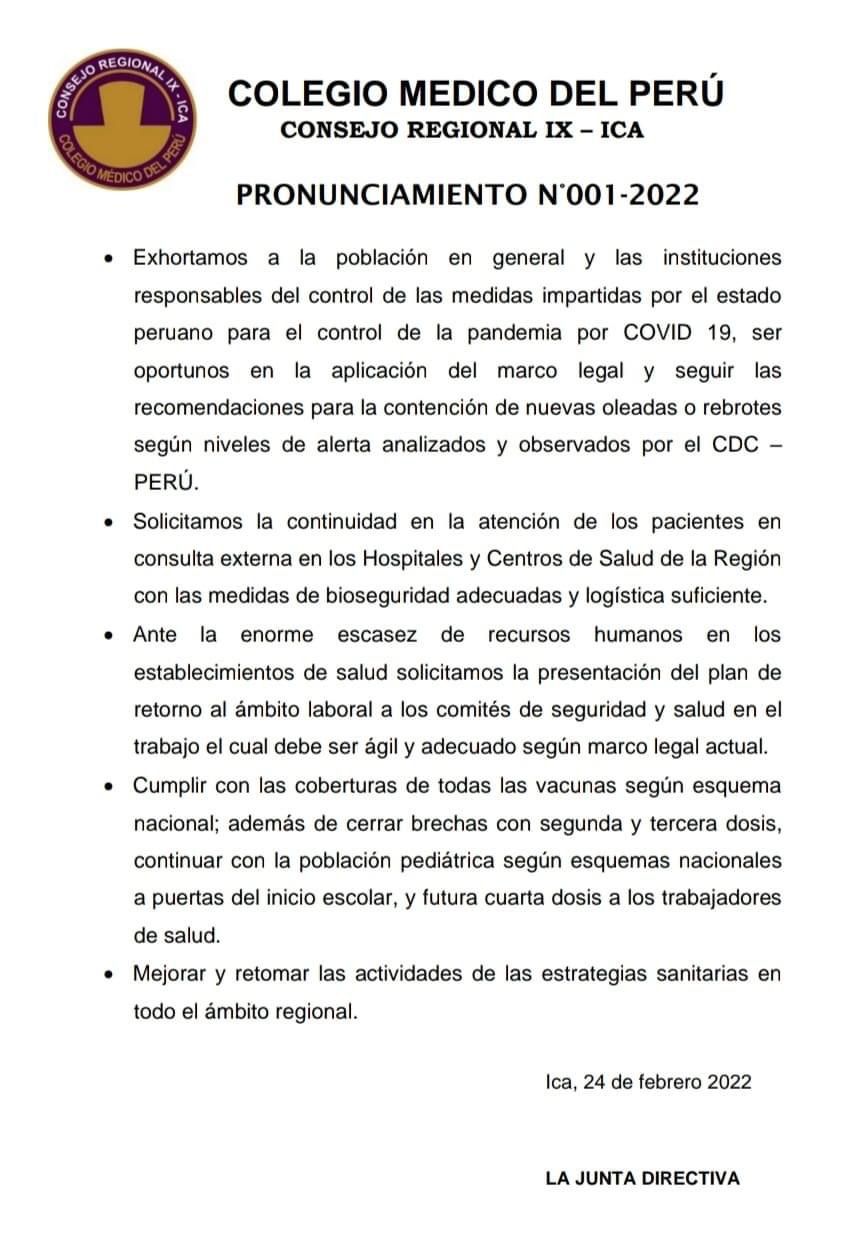 CONSEJO REGIONAL IX - ICA
COLEGIO MÉDICO DEL PERÚ
COLEGIO MEDICO DEL PERÚ
CONSEJO REGIONAL IX – ICA
PRONUNCIAMIENTO N°001-2022
• Exhortamos a la población en general y las instituciones
responsables del control de las medidas impartidas por el estado
peruano para el control de la pandemia por COVID 19, ser
oportunos en la aplicación del marco legal y seguir las
recomendaciones para la contención de nuevas oleadas o rebrotes
según niveles de alerta analizados y observados por el CDC –
PERÚ.
• Solicitamos la continuidad en la atención de los pacientes en
consulta externa en los Hospitales y Centros de Salud de la Región
con las medidas de bioseguridad adecuadas y logística suficiente.
• Ante la enorme escasez de recursos humanos en los
establecimientos de salud solicitamos la presentación del plan de
retorno al ámbito laboral a los comités de seguridad y salud en el
trabajo el cual debe ser ágil y adecuado según marco legal actual.
• Cumplir con las coberturas de todas las vacunas según esquema
nacional; además de cerrar brechas con segunda y tercera dosis,
continuar con la población pediátrica según esquemas nacionales
a puertas del inicio escolar, y futura cuarta dosis a los trabajadores
de salud.
• Mejorar y retomar las actividades de las estrategias sanitarias en
todo el ámbito regional.
Ica, 24 de febrero 2022
LA JUNTA DIRECTIVA